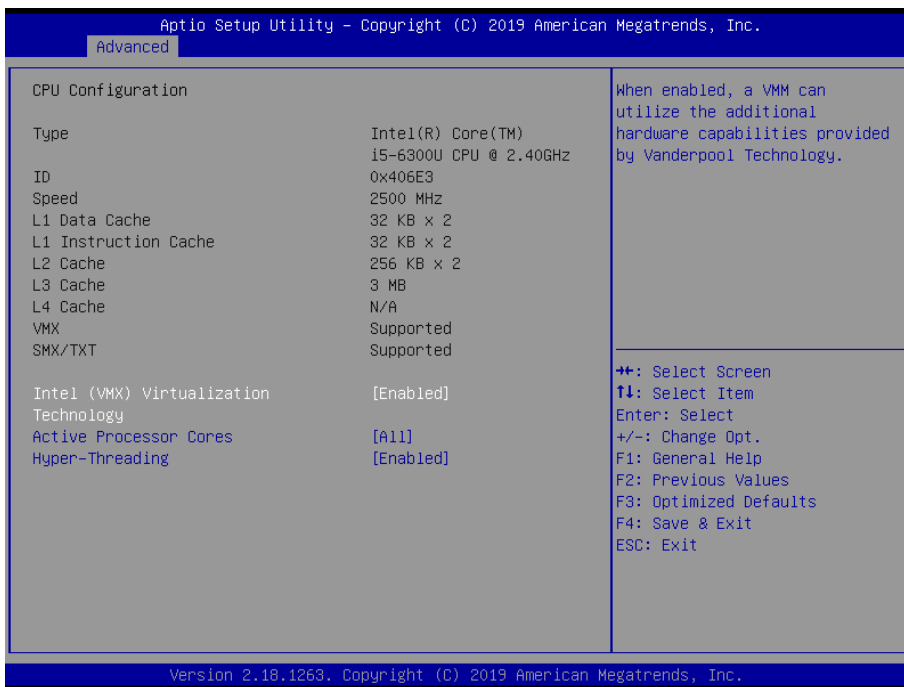 Aptio Setup Utility – Copyright (C) 2019 American Megatrends, Inc.
Advanced
CPU Configuration
Type Intel(R) Core(TM)
i5-6300U CPU @ 2.40GHz
ID 0x406E3
Speed 2500 MHz
L1 Data Cache 32 KB x 2
L1 Instruction Cache 32 KB x 2
L2 Cache 256 KB x 2
L3 Cache 3 MB
L4 Cache N/A
VMX Supported
SMX/TXT Supported
Intel (VMX) Virtualization [Enabled]
Technology
Active Processor Cores [All]
Hyper-Threading [Enabled]
When enabled, a VMM can
utilize the additional
hardware capabilities provided
by Vanderpool Technology.
→←: Select Screen
↑↓: Select Item
Enter: Select
+/-: Change Opt.
F1: General Help
F2: Previous Values
F3: Optimized Defaults
F4: Save & Exit
ESC: Exit
Version 2.18.1263. Copyright (C) 2019 American Megatrends, Inc.